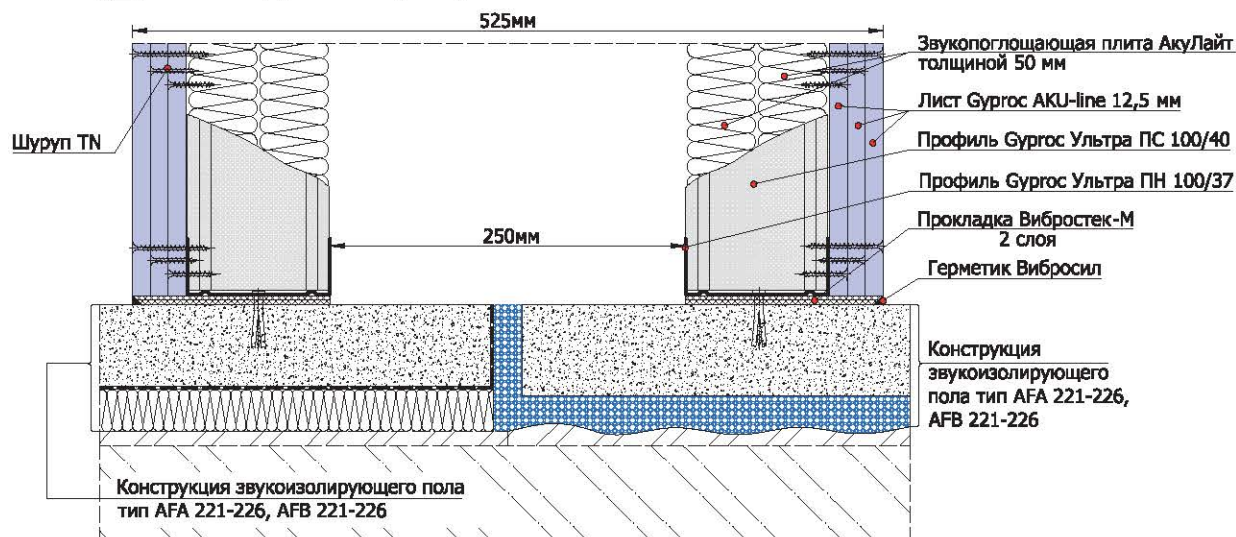 525мм
Звукопоглощающая плита АкуЛайт
толщиной 50 мм
Лист Gyproc AKU-line 12,5 мм
Шуруп TN
Профиль Gyproc Ультра ПС 100/40
Профиль Gyproc Ультра ПН 100/37
250мм
Прокладка Вибростек-М
2 слоя
Герметик Вибросил
Конструкция
звукоизолирующего
пола тип AFA 221-226,
AFB 221-226
Конструкция звукоизолирующего пола
тип AFA 221-226, AFB 221-226